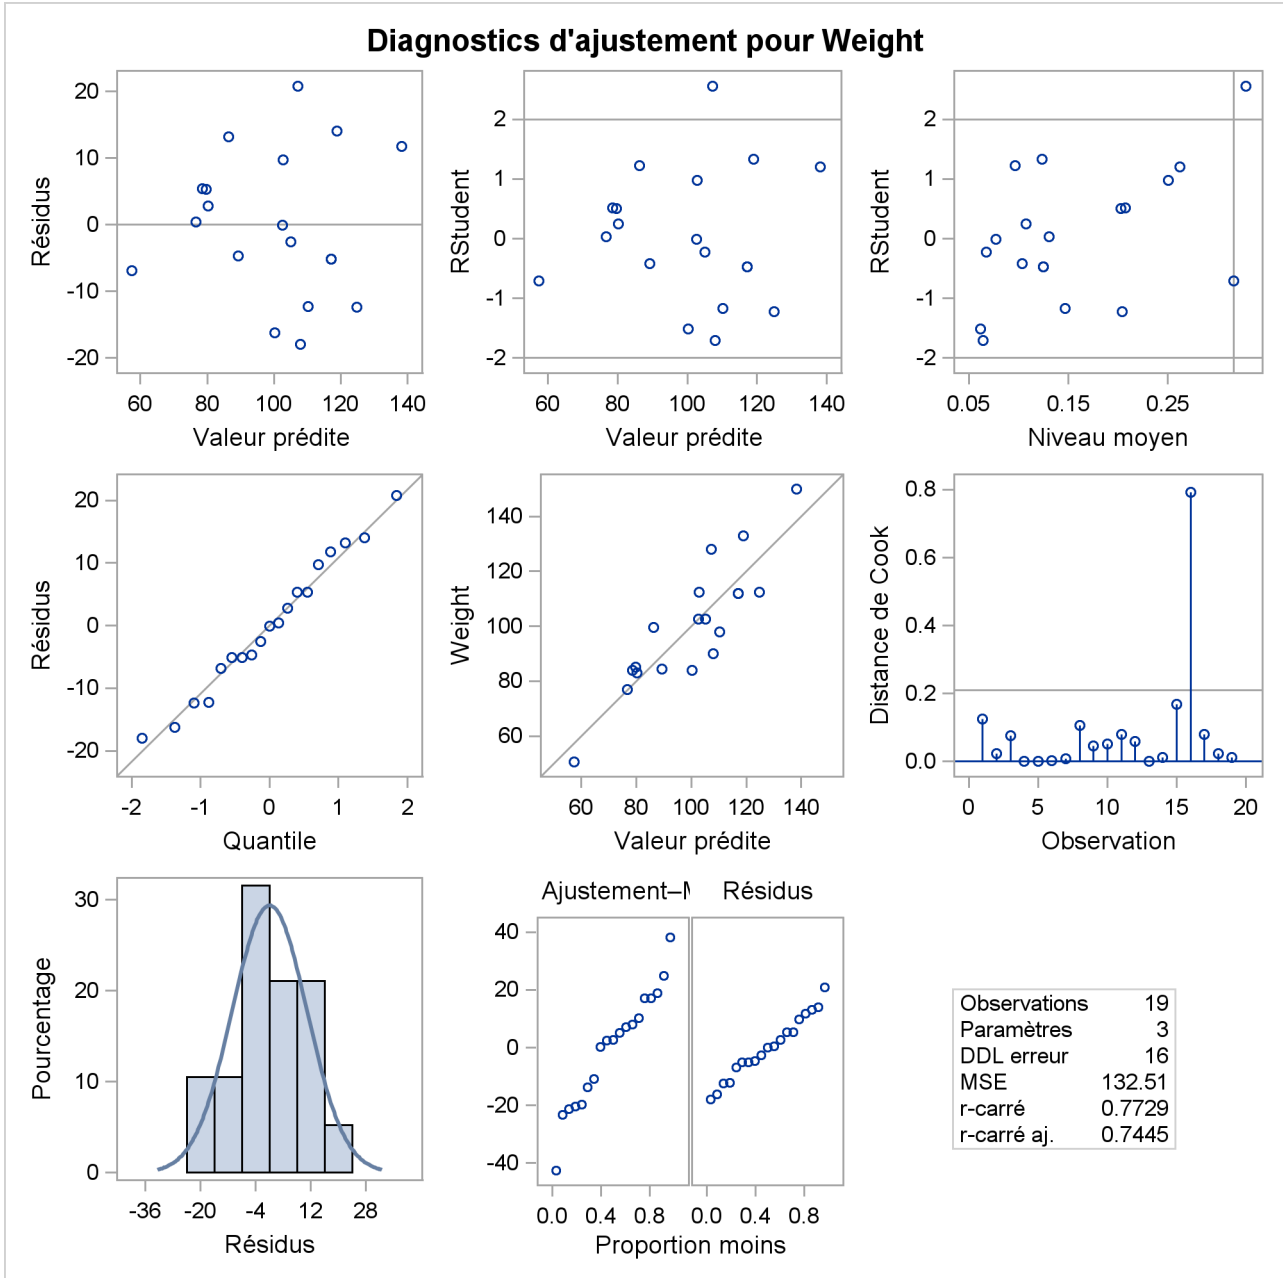 Diagnostics d'ajustement pour Weight
20
10
0
-10
-20
Résidus
60 80 100 120 140
Valeur prédite
2
1
0
-1
-2
RStudent
60 80 100 120 140
Valeur prédite
2
1
0
-1
-2
RStudent
0.05 0.15 0.25
Niveau moyen
20
10
0
-10
-20
Résidus
-2 -1 0 1 2
Quantile
140
120
100
80
60
Weight
60 80 100 120 140
Valeur prédite
0.8
0.6
0.4
0.2
0.0
Distance de Cook
0 5 10 15 20
Observation
30
20
10
0
Pourcentage
-36 -20 -4 12 28
Résidus
Ajustement–M Résidus
40
20
0
-20
-40
0.0 0.4 0.8 0.0 0.4 0.8
Proportion moins
Observations 19
Paramètres 3
DDL erreur 16
MSE 132.51
r-carré 0.7729
r-carré aj. 0.7445